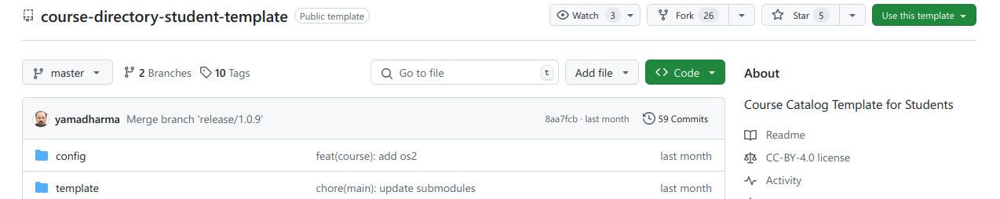 course-directory-student-template Public template Watch 3 Fork 26 Star 5 Use this template
master 2 Branches 10 Tags Go to file t Add file Code
About
Course Catalog Template for Students
yamadharma Merge branch 'release/1.0.9' 8aa7fcb · last month 59 Commits
Readme
config feat(course): add os2 last month
CC-BY-4.0 license
Activity
template chore(main): update submodules last month